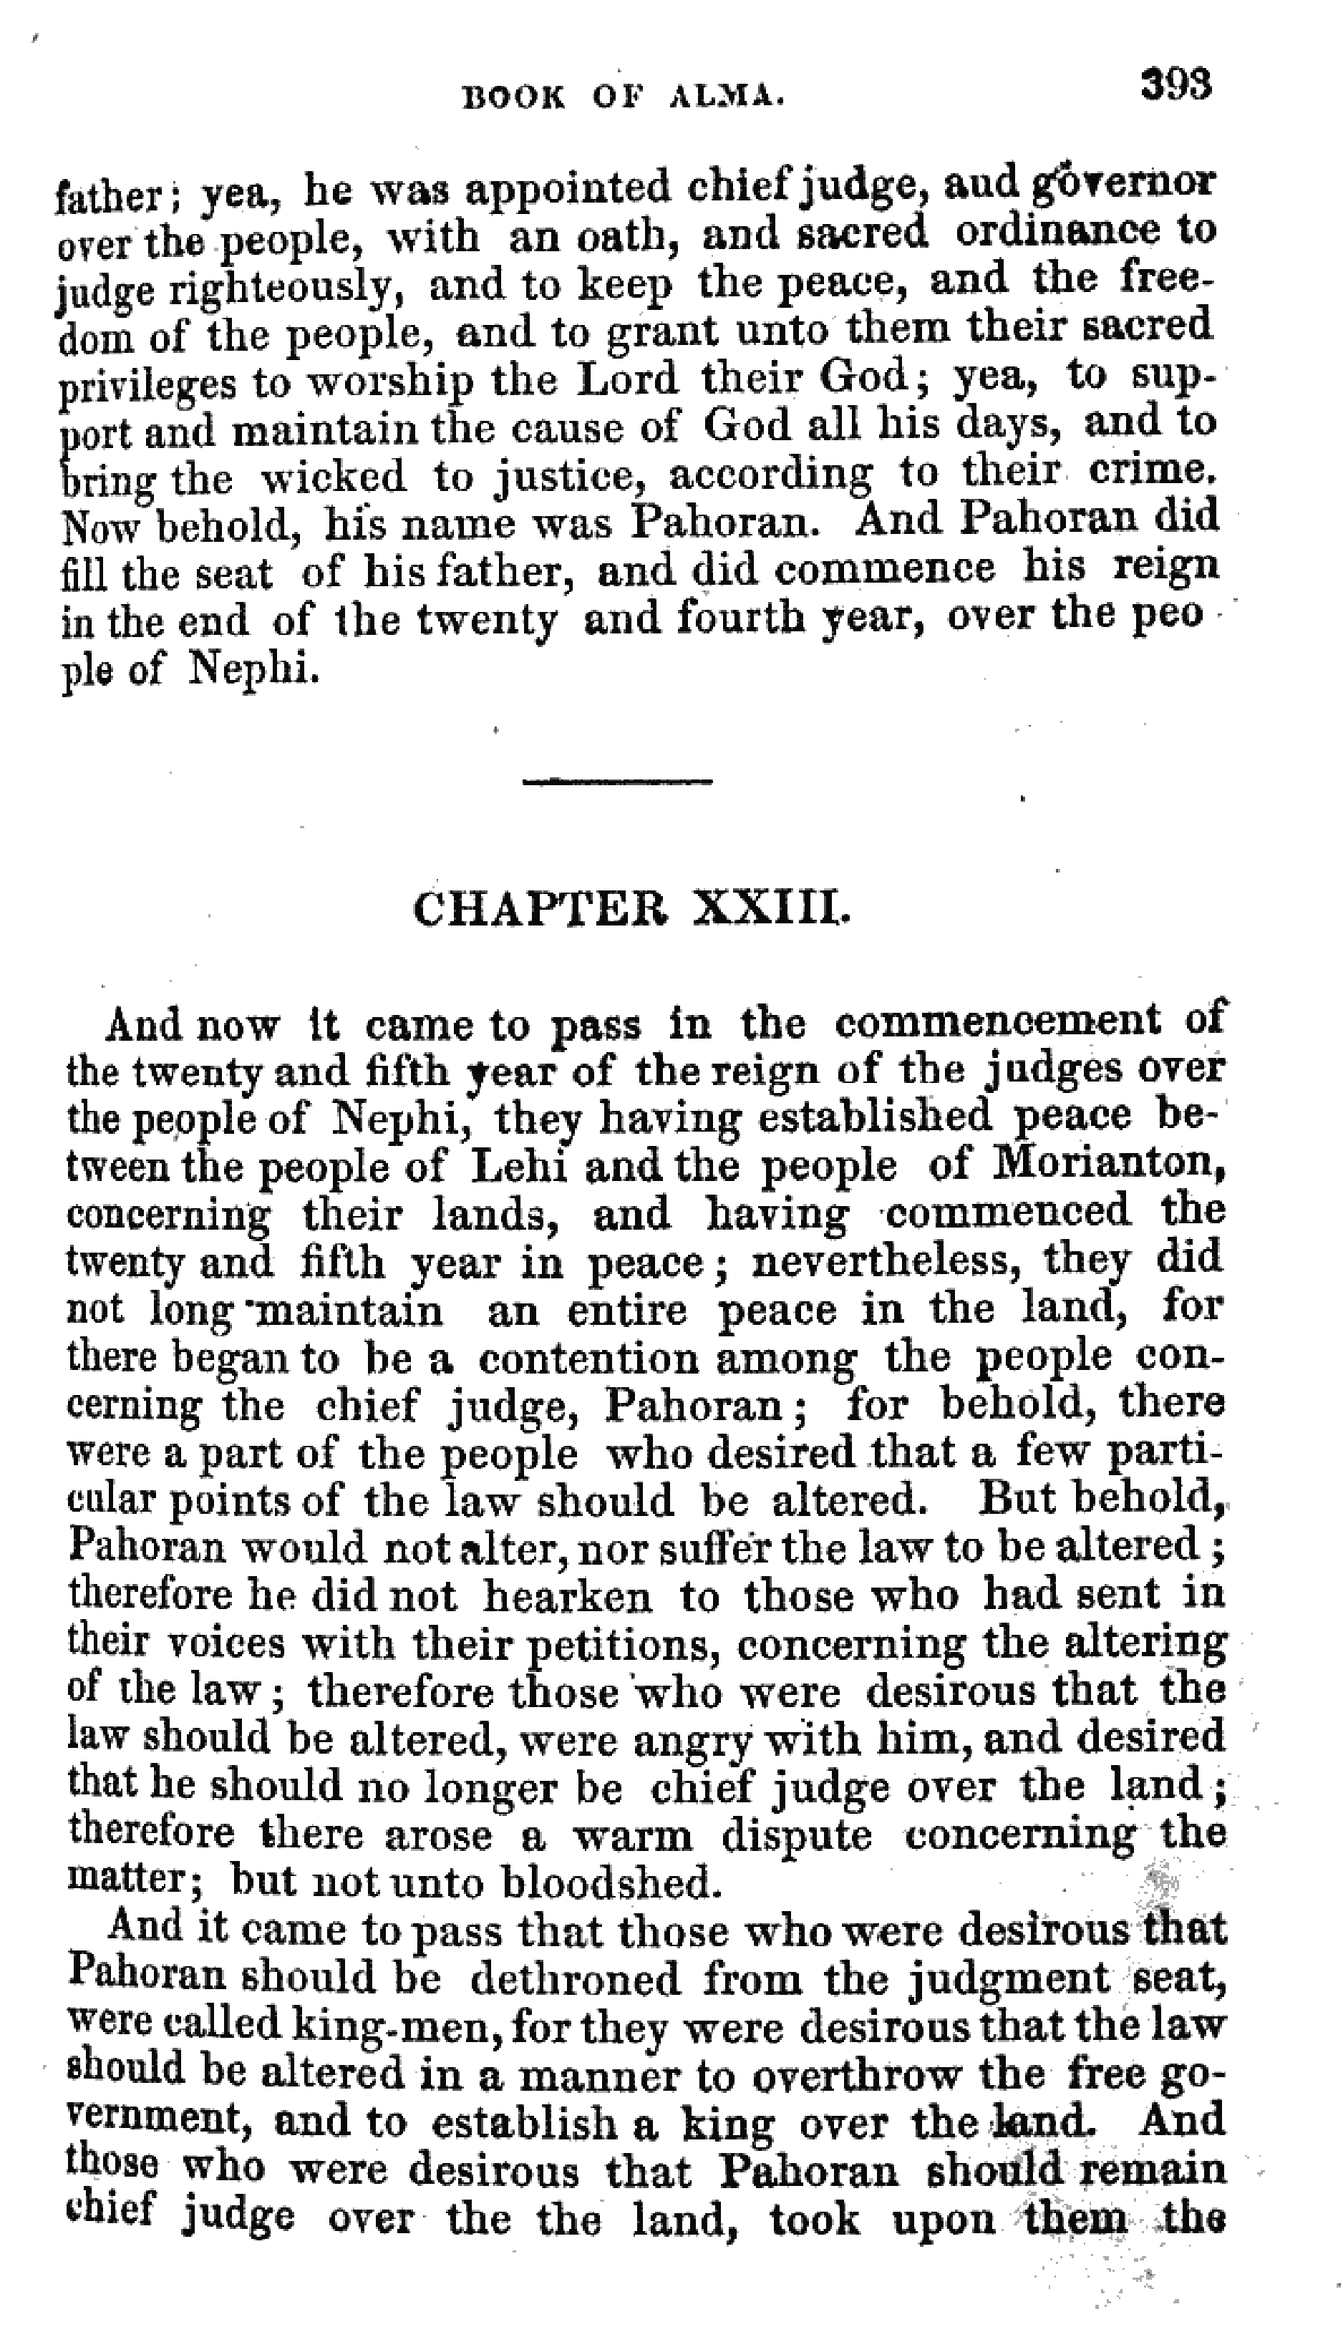 BOOK OF ALMA. 393
father; yea, he was appointed chief judge, aud governor
over the people, with an oath, and sacred ordinance to
judge righteously, and to keep the peace, and the free-
dom of the people, and to grant unto them their sacred
privileges to worship the Lord their God; yea, to sup-
port and maintain the cause of God all his days, and to
bring the wicked to justice, according to their crime.
Now behold, his name was Pahoran. And Pahoran did
fill the seat of his father, and did commence his reign
in the end of the twenty and fourth year, over the peo-
ple of Nephi.
CHAPTER XXIII.
And now it came to pass in the commencement of
the twenty and fifth year of the reign of the judges over
the people of Nephi, they having established peace be-
tween the people of Lehi and the people of Morianton,
concerning their lands, and having commenced the
twenty and fifth year in peace; nevertheless, they did
not long maintain an entire peace in the land, for
there began to be a contention among the people con-
cerning the chief judge, Pahoran; for behold, there
were a part of the people who desired that a few parti-
cular points of the law should be altered. But behold,
Pahoran would not alter, nor suffer the law to be altered;
therefore he did not hearken to those who had sent in
their voices with their petitions, concerning the altering
of the law; therefore those who were desirous that the
law should be altered, were angry with him, and desired
that he should no longer be chief judge over the land;
therefore there arose a warm dispute concerning the
matter; but not unto bloodshed.
And it came to pass that those who were desirous that
Pahoran should be dethroned from the judgment seat,
were called king-men, for they were desirous that the law
should be altered in a manner to overthrow the free go-
vernment, and to establish a king over the land. And
those who were desirous that Pahoran should remain
chief judge over the the land, took upon them the